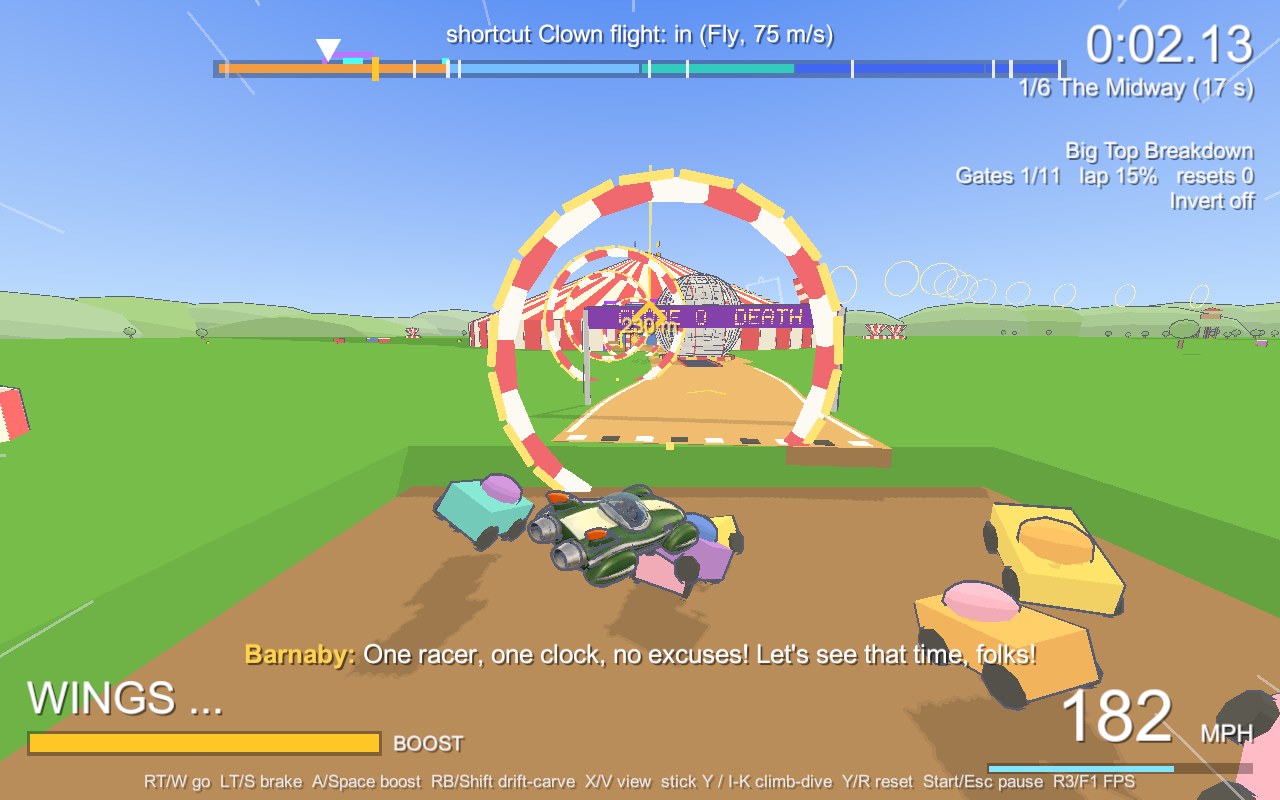 shortcut Clown flight: in (Fly, 75 m/s)
0:02.13
1/6 The Midway (17 s)
Big Top Breakdown
Gates 1/11 lap 15% resets 0
Invert off
O DEATH
230 m
Barnaby: One racer, one clock, no excuses! Let's see that time, folks!
WINGS ...
BOOST
182 MPH
RT/W go LT/S brake A/Space boost RB/Shift drift-carve X/V view stick Y / I-K climb-dive Y/R reset Start/Esc pause R3/F1 FPS